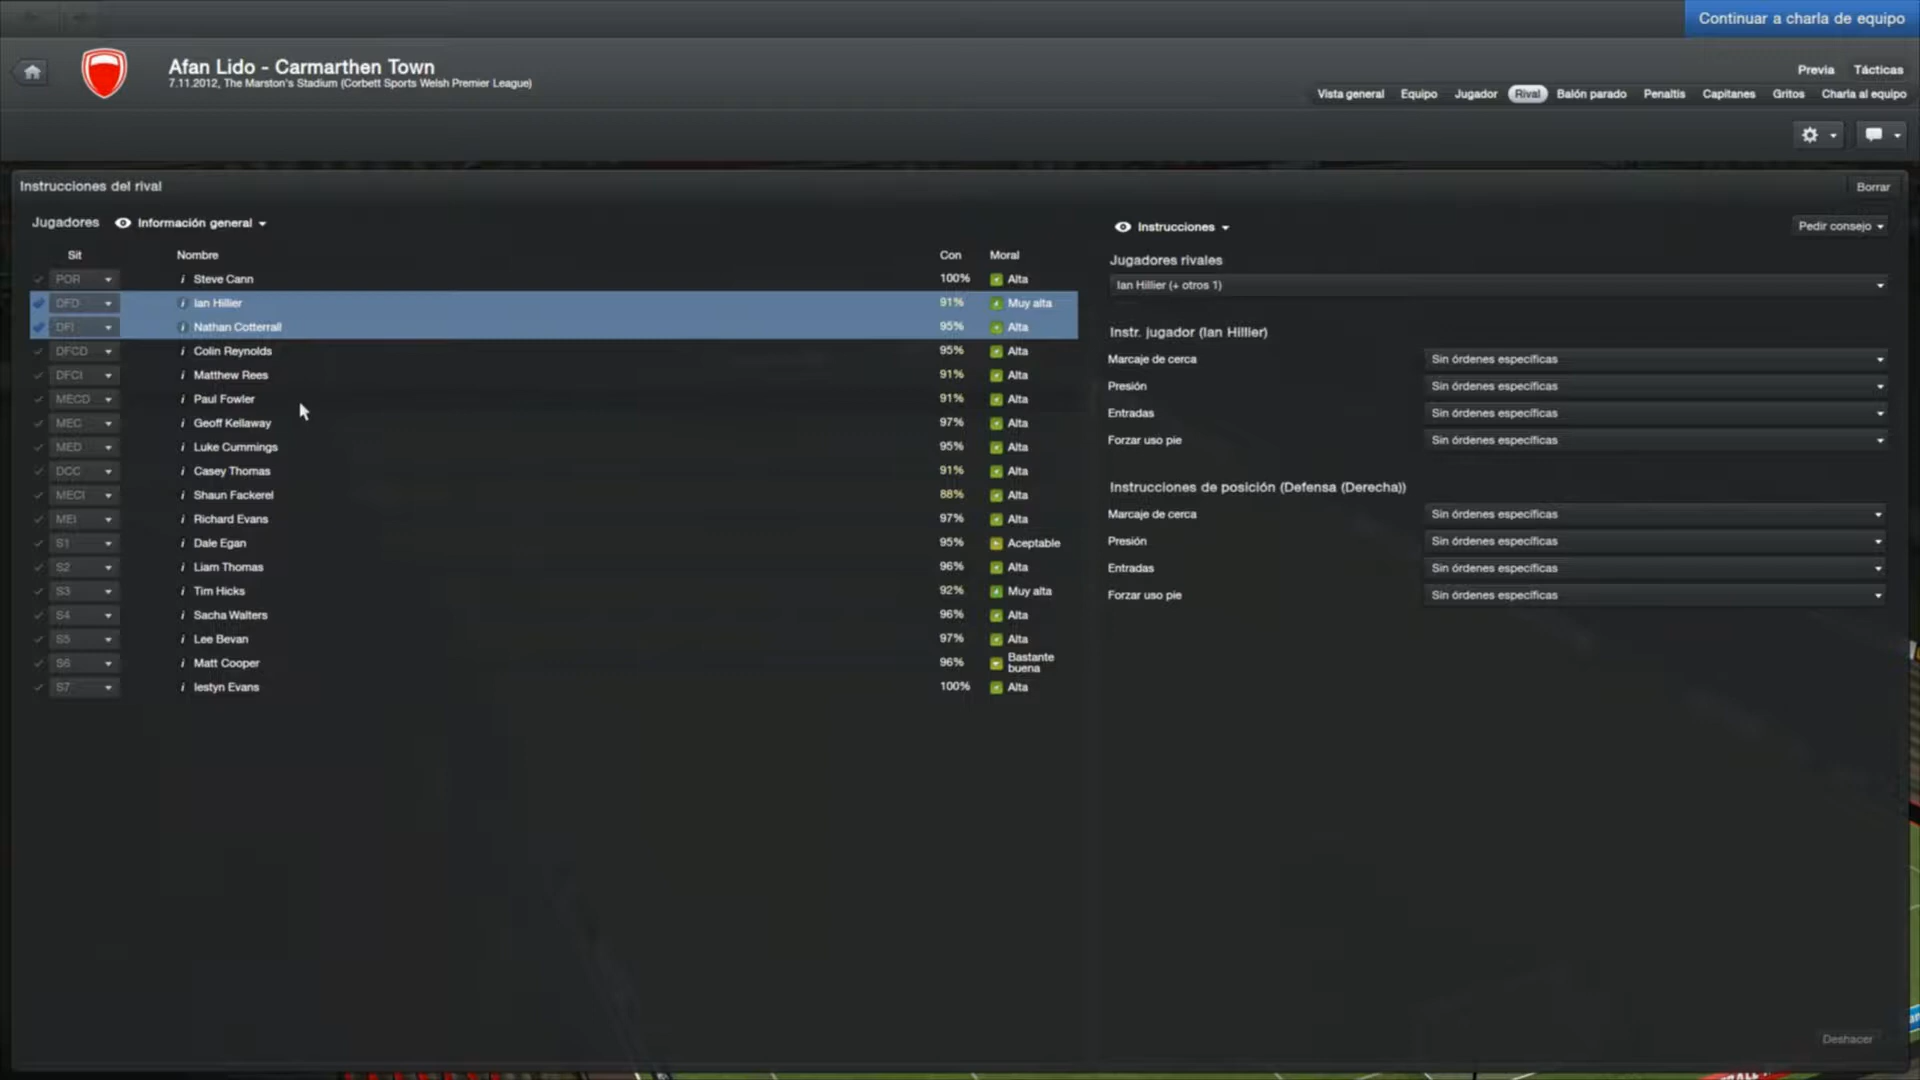 Continuar a charla de equipo
Afan Lido - Carmarthen Town
7.11.2012, The Marston's Stadium (Corbett Sports Welsh Premier League)
Previa Tácticas
Vista general Equipo Jugador Rival Balón parado Penaltis Capitanes Gritos Charla al equipo
Instrucciones del rival
Borrar
Jugadores Información general
Sit Nombre Con Moral
POR i Steve Cann 100% Alta
DFD i Ian Hillier 91% Muy alta
DFI i Nathan Cotterrall 95% Alta
DFCD i Colin Reynolds 95% Alta
DFCI i Matthew Rees 91% Alta
MECD i Paul Fowler 91% Alta
MEC i Geoff Kellaway 97% Alta
MED i Luke Cummings 95% Alta
DCC i Casey Thomas 91% Alta
MECI i Shaun Fackerel 88% Alta
MEI i Richard Evans 97% Alta
S1 i Dale Egan 95% Aceptable
S2 i Liam Thomas 96% Alta
S3 i Tim Hicks 92% Muy alta
S4 i Sacha Walters 96% Alta
S5 i Lee Bevan 97% Alta
S6 i Matt Cooper 96% Bastante
buena
S7 i Iestyn Evans 100% Alta
Instrucciones
Pedir consejo
Jugadores rivales
Ian Hillier (+ otros 1)
Instr. jugador (Ian Hillier)
Marcaje de cerca Sin órdenes específicas
Presión Sin órdenes específicas
Entradas Sin órdenes específicas
Forzar uso pie Sin órdenes específicas
Instrucciones de posición (Defensa (Derecha))
Marcaje de cerca Sin órdenes específicas
Presión Sin órdenes específicas
Entradas Sin órdenes específicas
Forzar uso pie Sin órdenes específicas
Deshacer